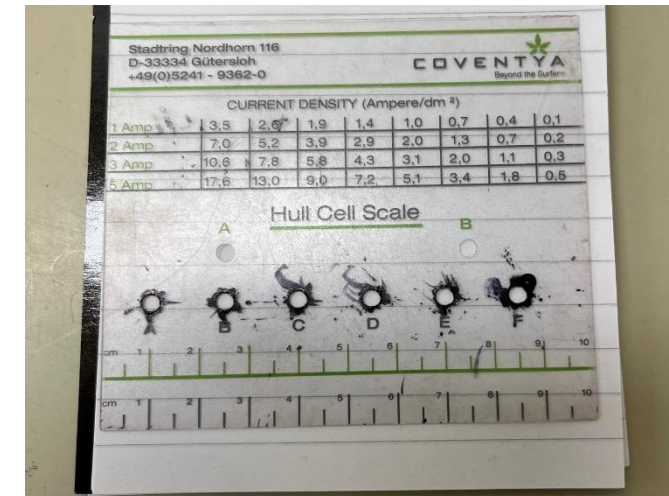 Stadtring Nordhorn 116
D-33334 Gütersloh
+49(0)5241 - 9362-0
COVENTYA
Beyond the Surface
CURRENT DENSITY (Ampere/dm ²)
1 Amp 3,5 2,6 1,9 1,4 1,0 0,7 0,4 0,1
2 Amp 7,0 5,2 3,9 2,9 2,0 1,3 0,7 0,2
3 Amp 10,6 7,8 5,8 4,3 3,1 2,0 1,1 0,3
5 Amp 17,6 13,0 9,0 7,2 5,1 3,4 1,8 0,5
Hull Cell Scale
A B
A B C D E F
cm 1 2 3 4 5 6 7 8 9 10
cm 1 2 3 4 5 6 7 8 9 10